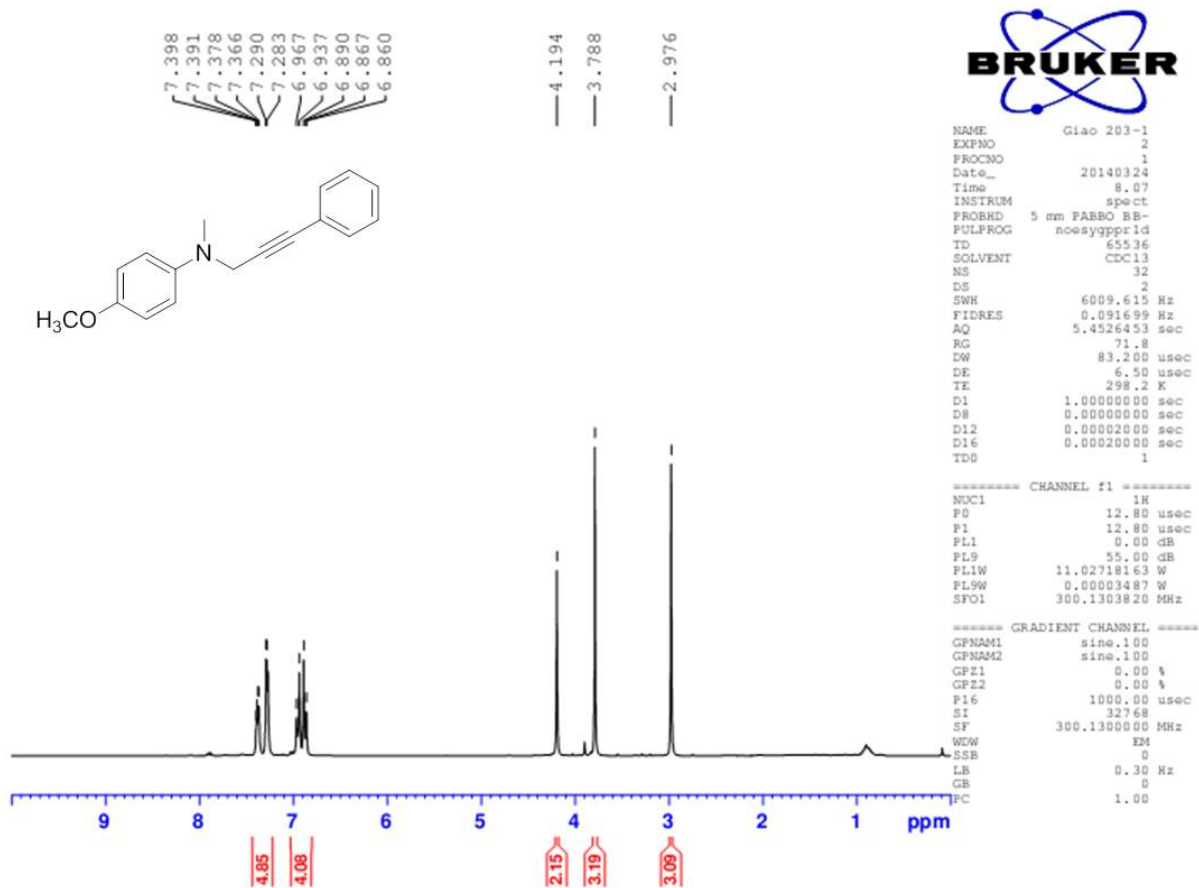 7.398
7.391
7.378
7.366
7.290
7.283
6.967
6.937
6.890
6.867
6.860
4.194
3.788
2.976
BRUKER
N
H3CO
NAME Giao 203-1
EXPNO 2
PROCNO 1
Date_ 20140324
Time 8.07
INSTRUM spect
PROBHD 5 mm PABBO BB-
PULPROG noesygppr1d
TD 65536
SOLVENT CDCl3
NS 32
DS 2
SWH 6009.615 Hz
FIDRES 0.091699 Hz
AQ 5.4526453 sec
RG 71.8
DW 83.200 usec
DE 6.50 usec
TE 298.2 K
D1 1.00000000 sec
D8 0.00000000 sec
D12 0.00002000 sec
D16 0.00020000 sec
TD0 1
======== CHANNEL f1 ========
NUC1 1H
P0 12.80 usec
P1 12.80 usec
PL1 0.00 dB
PL9 55.00 dB
PL1W 11.02718163 W
PL9W 0.00003487 W
SFO1 300.1303820 MHz
====== GRADIENT CHANNEL =====
GPNAM1 sine.100
GPNAM2 sine.100
GPZ1 0.00 %
GPZ2 0.00 %
P16 1000.00 usec
SI 32768
SF 300.1300000 MHz
WDW EM
SSB 0
LB 0.30 Hz
GB 0
PC 1.00
9 8 7 6 5 4 3 2 1 ppm
4.85
4.08
2.15
3.19
3.09